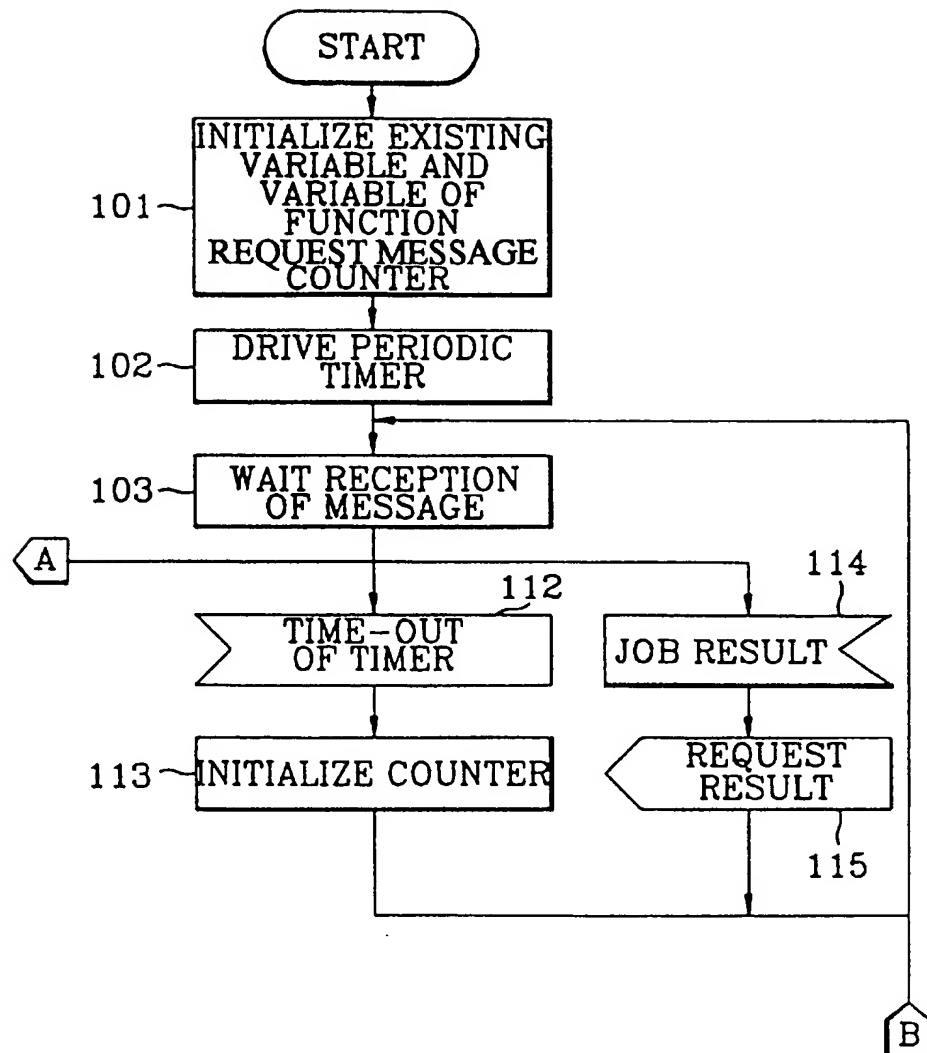 START
101
INITIALIZE EXISTING
VARIABLE AND
VARIABLE OF
FUNCTION
REQUEST MESSAGE
COUNTER
102
DRIVE PERIODIC
TIMER
103
WAIT RECEPTION
OF MESSAGE
A
112
114
TIME-OUT
OF TIMER
JOB RESULT
113
INITIALIZE COUNTER
REQUEST
RESULT
115
B